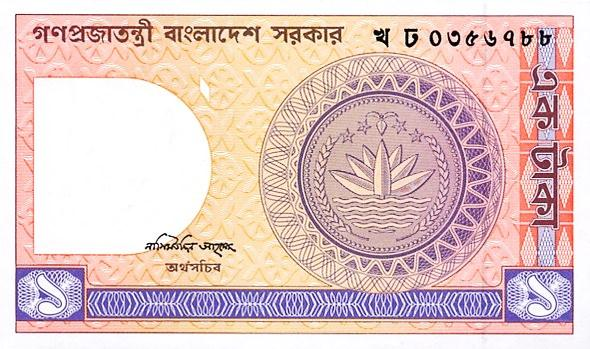 গণপ্রজাতন্ত্রী বাংলাদেশ সরকার
খ ঢ ০৩৫৬৭৮৮
এক টাকা
অর্থসচিব
১
১